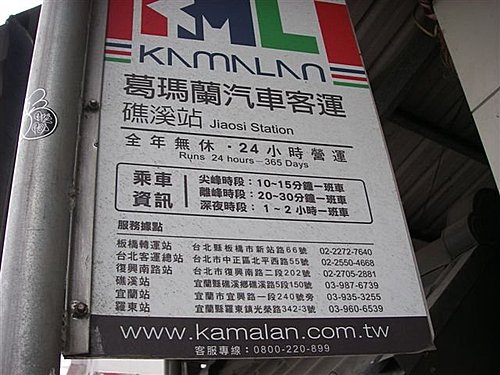 KML
KAMALAN
葛瑪蘭汽車客運
礁溪站 Jiaosi Station
全年無休・24小時營運
Runs 24 hours—365 Days
乘車資訊
尖峰時段：10~15分鐘一班車
離峰時段：20~30分鐘一班車
深夜時段：1~2小時一班車
服務據點
板橋轉運站 台北縣板橋市新站路66號 02-2272-7640
台北客運總站 台北市中正區北平西路55號 02-2550-4668
復興南路站 台北市復興南路二段202號 02-2705-2881
礁溪站 宜蘭縣礁溪鄉礁溪路5段150號 03-987-6739
宜蘭站 宜蘭市宜興路一段240號旁 03-935-3255
羅東站 宜蘭縣羅東鎮光榮路342-3號 03-960-6539
www.kamalan.com.tw
客服專線：0800-220-899